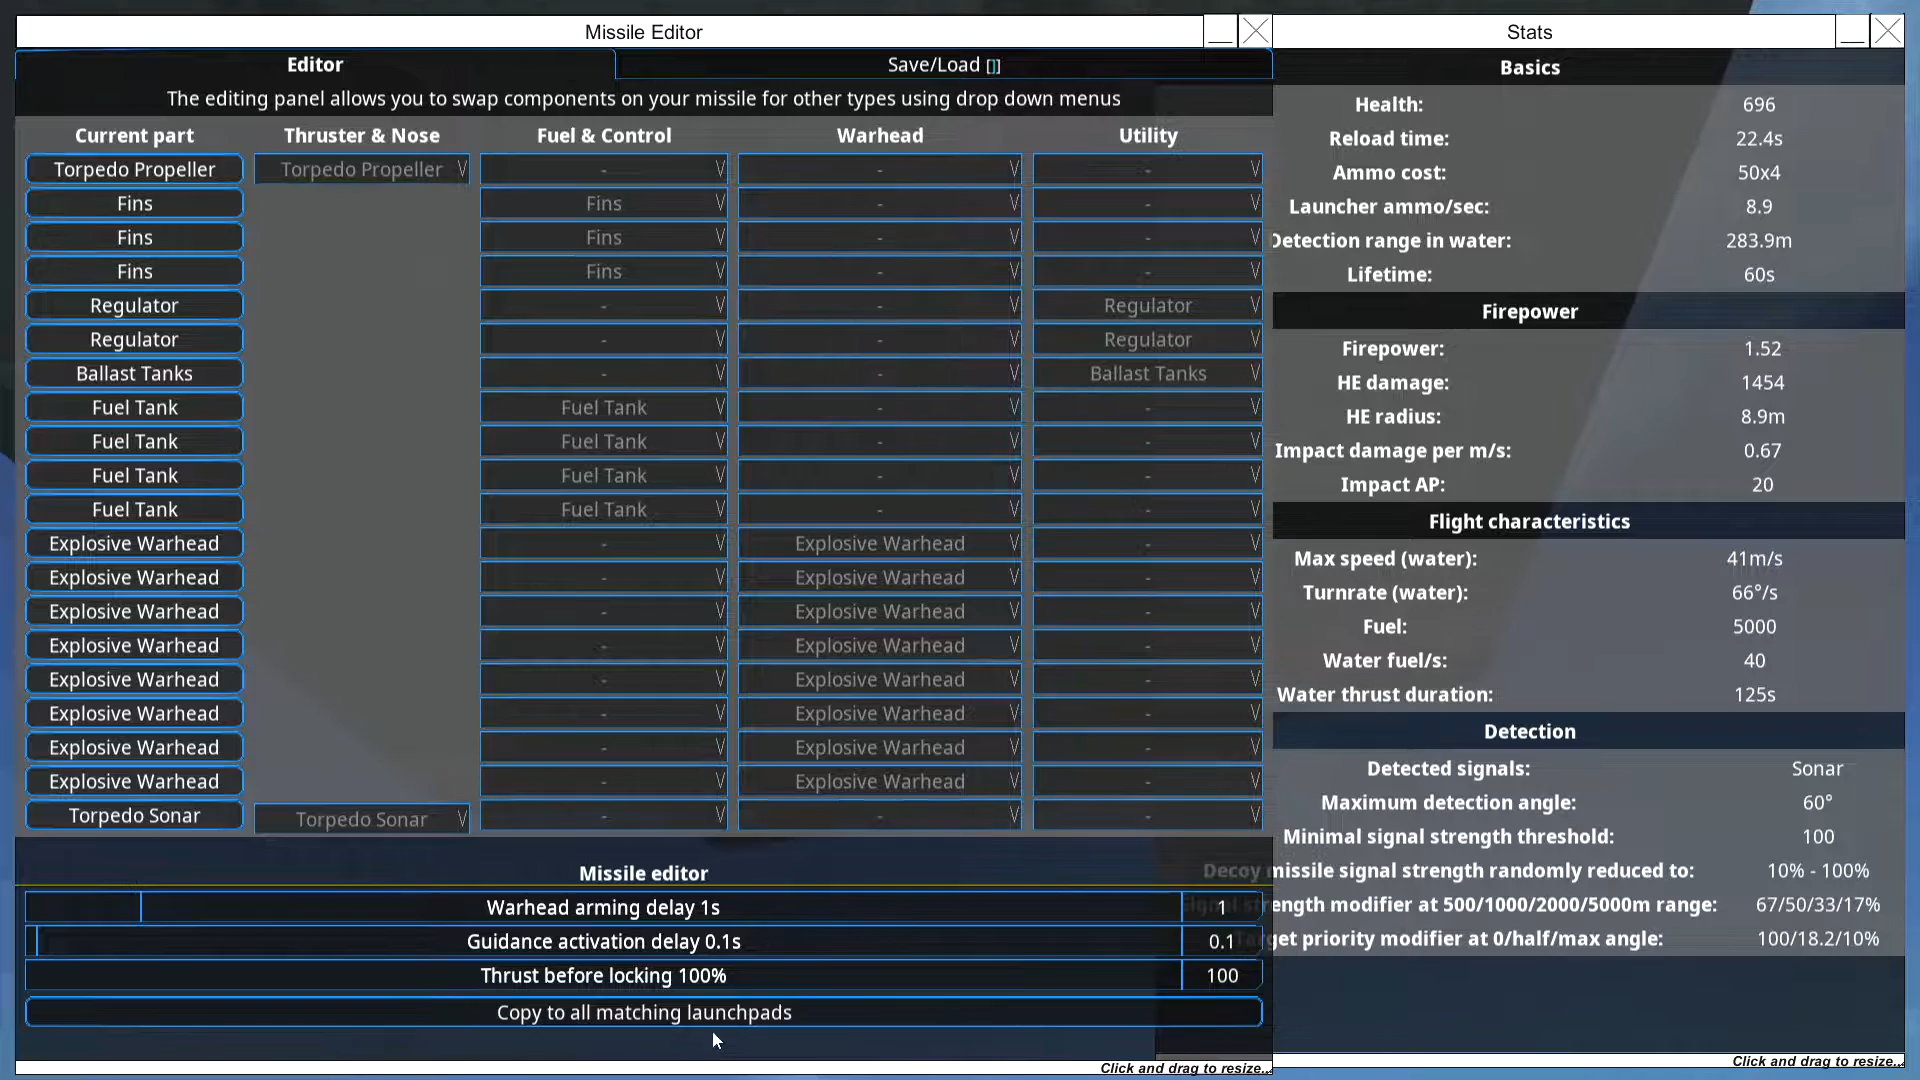 Missile Editor
Editor
Save/Load []
The editing panel allows you to swap components on your missile for other types using drop down menus
Current part Thruster & Nose Fuel & Control Warhead Utility
Torpedo Propeller Torpedo Propeller V - V - V - V
Fins Fins V - V - V
Fins Fins V - V - V
Fins Fins V - V - V
Regulator - V - V Regulator V
Regulator - V - V Regulator V
Ballast Tanks - V - V Ballast Tanks V
Fuel Tank Fuel Tank V - V - V
Fuel Tank Fuel Tank V - V - V
Fuel Tank Fuel Tank V - V - V
Fuel Tank Fuel Tank V - V - V
Explosive Warhead - V Explosive Warhead V - V
Explosive Warhead - V Explosive Warhead V - V
Explosive Warhead - V Explosive Warhead V - V
Explosive Warhead - V Explosive Warhead V - V
Explosive Warhead - V Explosive Warhead V - V
Explosive Warhead - V Explosive Warhead V - V
Explosive Warhead - V Explosive Warhead V - V
Explosive Warhead - V Explosive Warhead V - V
Torpedo Sonar Torpedo Sonar V - V - V - V
Missile editor
Warhead arming delay 1s 1
Guidance activation delay 0.1s 0.1
Thrust before locking 100% 100
Copy to all matching launchpads
Click and drag to resize...
Stats
Basics
Health: 696
Reload time: 22.4s
Ammo cost: 50x4
Launcher ammo/sec: 8.9
Detection range in water: 283.9m
Lifetime: 60s
Firepower
Firepower: 1.52
HE damage: 1454
HE radius: 8.9m
Impact damage per m/s: 0.67
Impact AP: 20
Flight characteristics
Max speed (water): 41m/s
Turnrate (water): 66°/s
Fuel: 5000
Water fuel/s: 40
Water thrust duration: 125s
Detection
Detected signals: Sonar
Maximum detection angle: 60°
Minimal signal strength threshold: 100
Decoy missile signal strength randomly reduced to: 10% - 100%
Signal strength modifier at 500/1000/2000/5000m range: 67/50/33/17%
Target priority modifier at 0/half/max angle: 100/18.2/10%
Click and drag to resize...